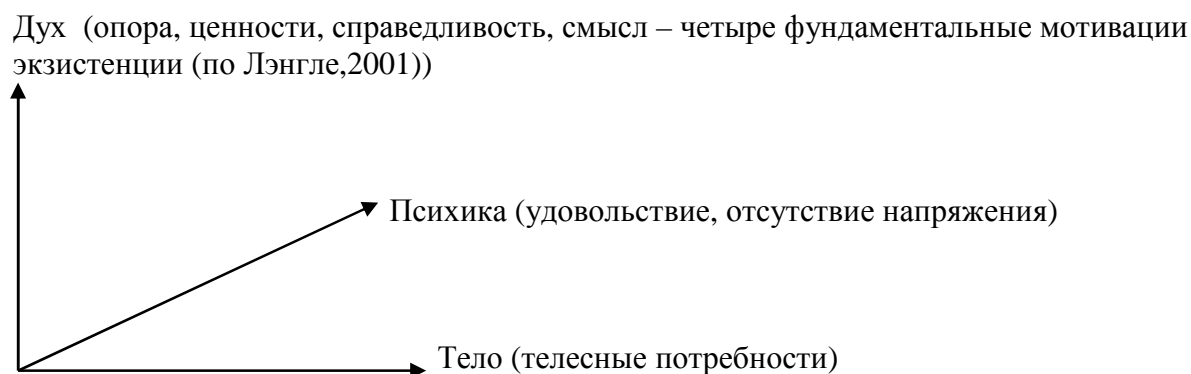 Дух  (опора, ценности, справедливость, смысл – четыре фундаментальные мотивации
экзистенции (по Лэнгле,2001))
Психика (удовольствие, отсутствие напряжения)
Тело (телесные потребности)